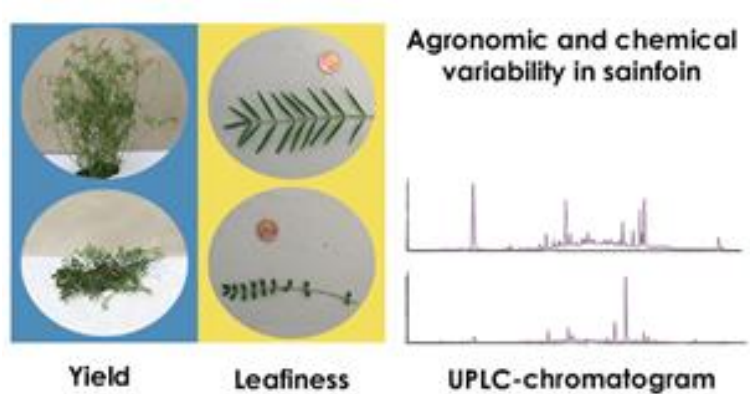 Agronomic and chemical
variability in sainfoin
Yield
Leafiness
UPLC-chromatogram